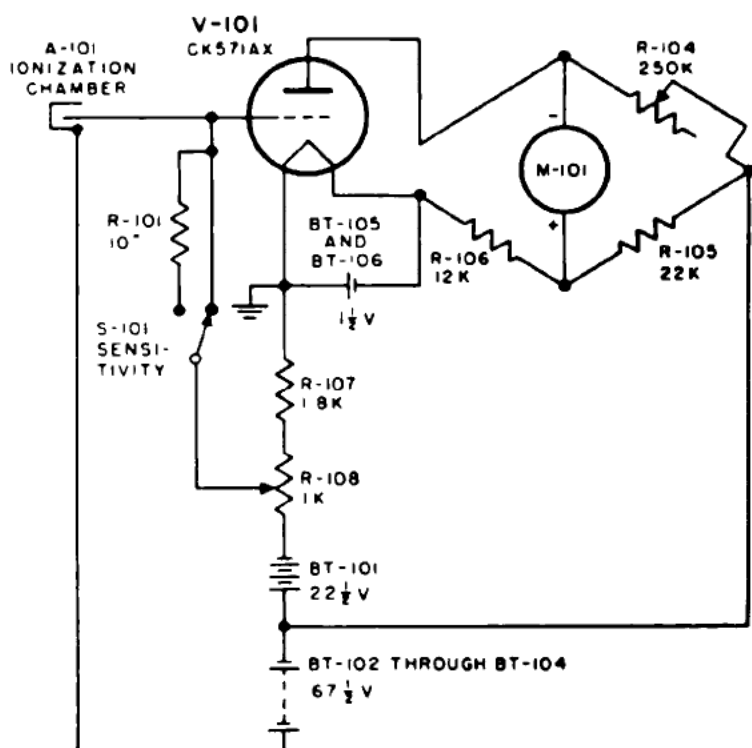 V-101
CK571AX
A-101
IONIZATION
CHAMBER
R-104
250K
-
M-101
+
R-101
10"
BT-105
AND
BT-106
1½ V
R-106
12K
R-105
22K
S-101
SENSI-
TIVITY
R-107
1.8K
R-108
1K
BT-101
22½ V
BT-102 THROUGH BT-104
67½ V